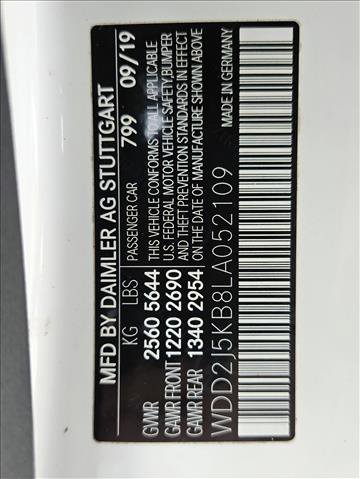 MFD BY DAIMLER AG STUTTGART
KG LBS PASSENGER CAR 799 09/19
GVWR 2560 5644 THIS VEHICLE CONFORMS TO ALL APPLICABLE
GAWR FRONT 1220 2690 U.S. FEDERAL MOTOR VEHICLE SAFETY, BUMPER
GAWR REAR 1340 2954 AND THEFT PREVENTION STANDARDS IN EFFECT
ON THE DATE OF MANUFACTURE SHOWN ABOVE
WDD2J5KB8LA052109 MADE IN GERMANY